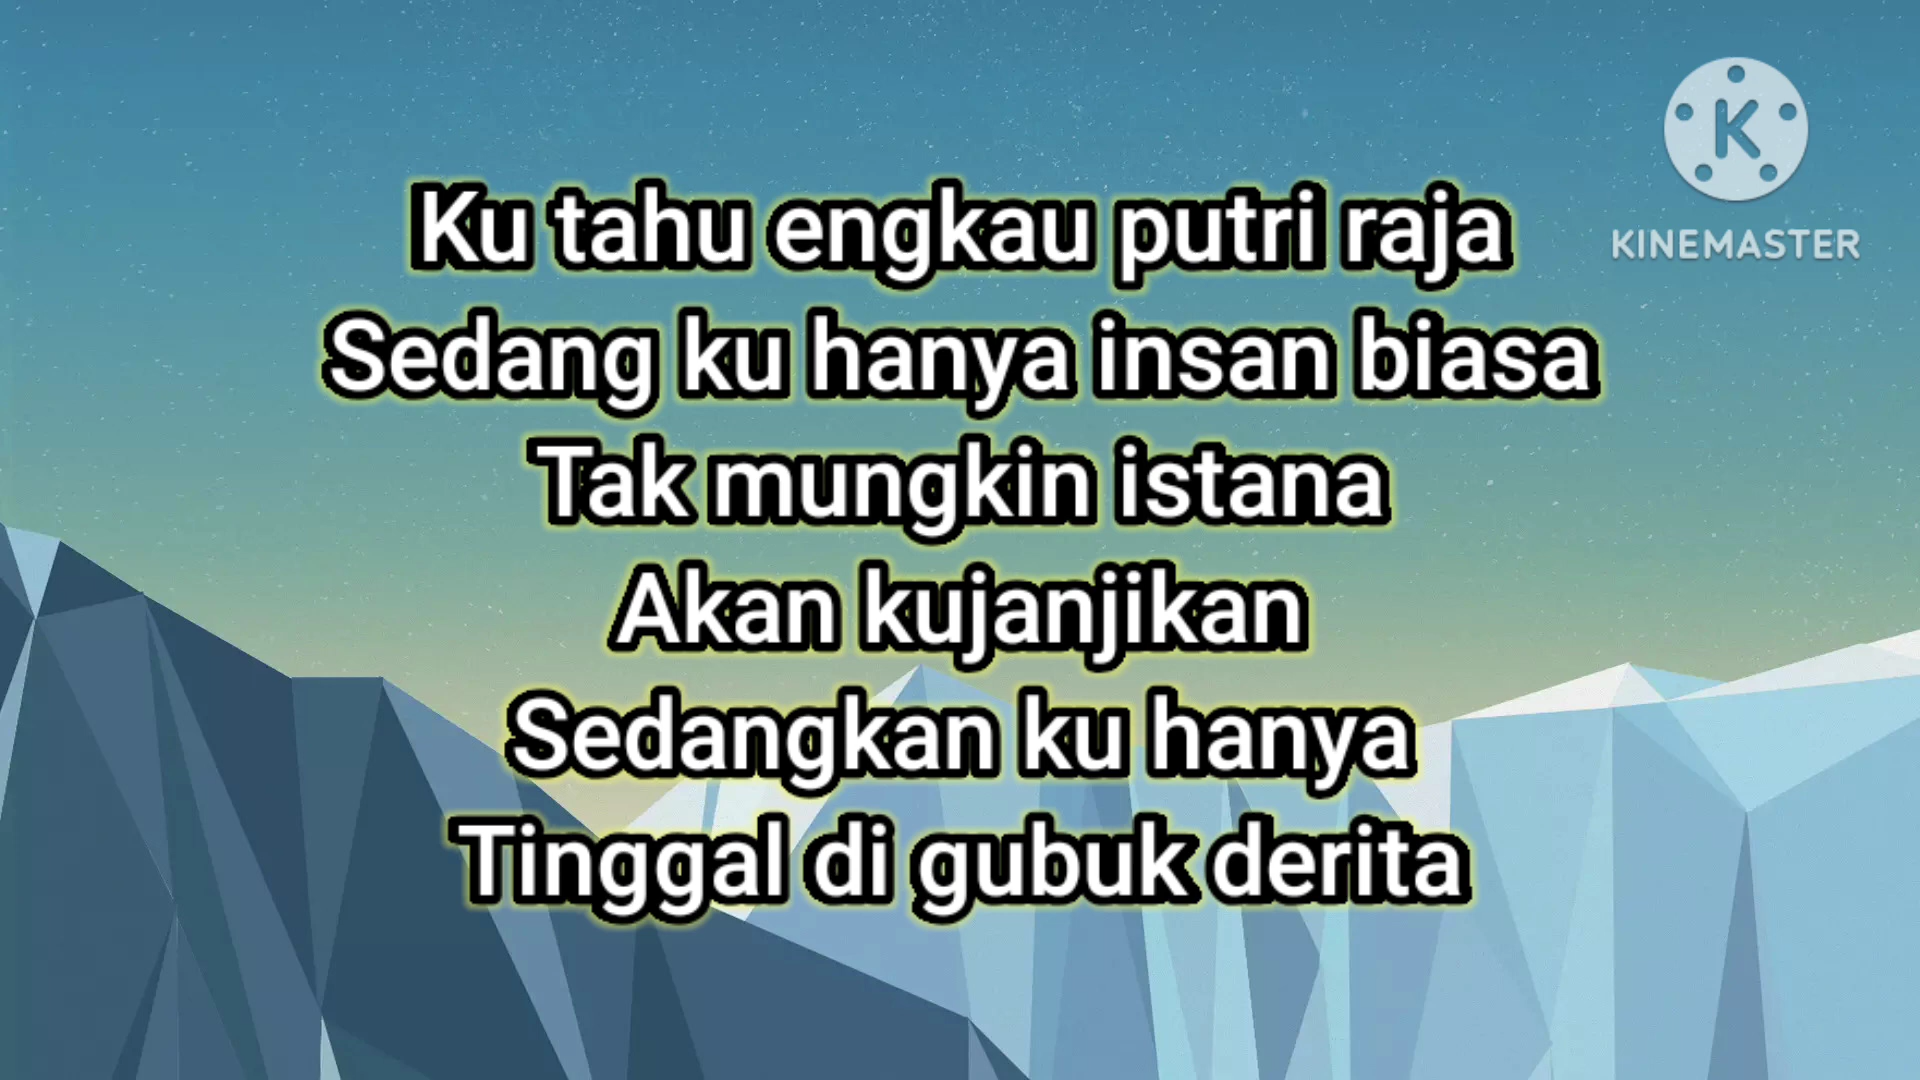 K
KINEMASTER
Ku tahu engkau putri raja
Sedang ku hanya insan biasa
Tak mungkin istana
Akan kujanjikan
Sedangkan ku hanya
Tinggal di gubuk derita